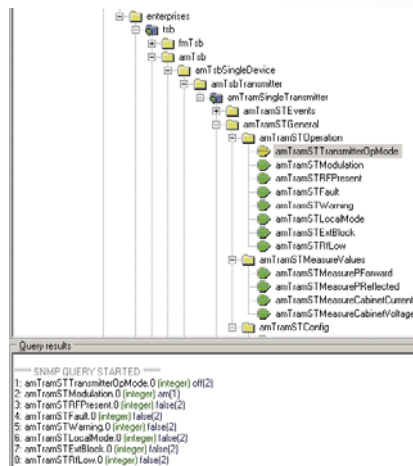 enterprises
tsb
fmTsb
amTsb
amTsbSingleDevice
amTsbTransmitter
amTramSingleTransmitter
amTramSTEvents
amTramSTGeneral
amTramSTOperation
amTramSTTransmitterOpMode
amTramSTModulation
amTramSTRFPresent
amTramSTFault
amTramSTWarning
amTramSTLocalMode
amTramSTExtBlock
amTramSTRfLow
amTramSTMeasureValues
amTramSTMeasurePForward
amTramSTMeasurePReflected
amTramSTMeasureCabinetCurrent
amTramSTMeasureCabinetVoltage
amTramSTConfig
Query results
SNMP QUERY STARTED
1: amTramSTTransmitterOpMode.0 (integer) off(2)
2: amTramSTModulation.0 (integer) am(1)
3: amTramSTRFPresent.0 (integer) false(2)
4: amTramSTFault.0 (integer) false(2)
5: amTramSTWarning.0 (integer) false(2)
6: amTramSTLocalMode.0 (integer) false(2)
7: amTramSTExtBlock.0 (integer) false(2)
8: amTramSTRfLow.0 (integer) false(2)